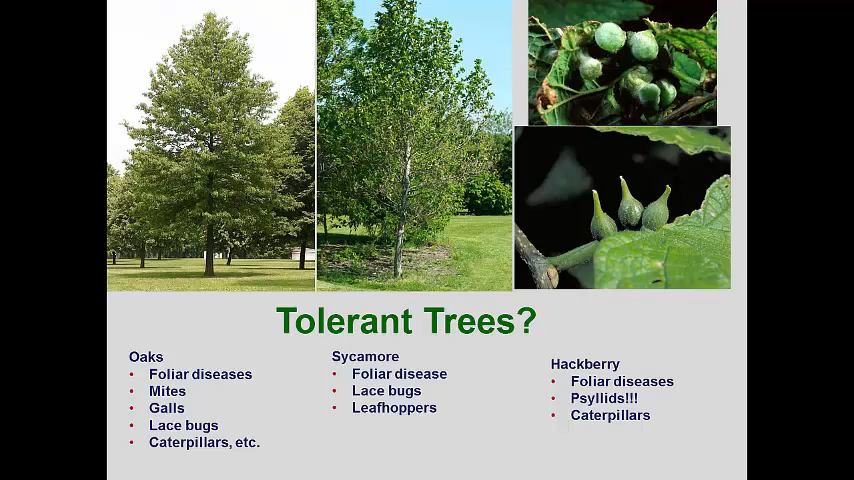 Tolerant Trees?
Oaks
• Foliar diseases
• Mites
• Galls
• Lace bugs
• Caterpillars, etc.
Sycamore
• Foliar disease
• Lace bugs
• Leafhoppers
Hackberry
• Foliar diseases
• Psyllids!!!
• Caterpillars